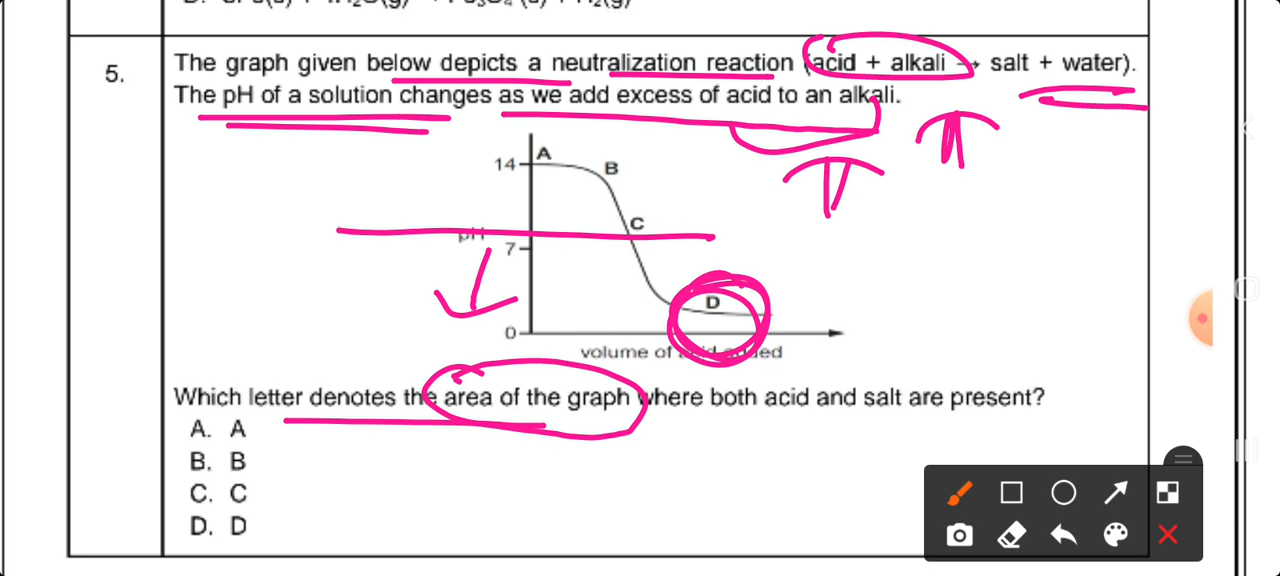 5.
The graph given below depicts a neutralization reaction (acid + alkali → salt + water).
The pH of a solution changes as we add excess of acid to an alkali.
A
14
B
C
pH
7
D
0
volume of acid added
Which letter denotes the area of the graph where both acid and salt are present?
A. A
B. B
C. C
D. D